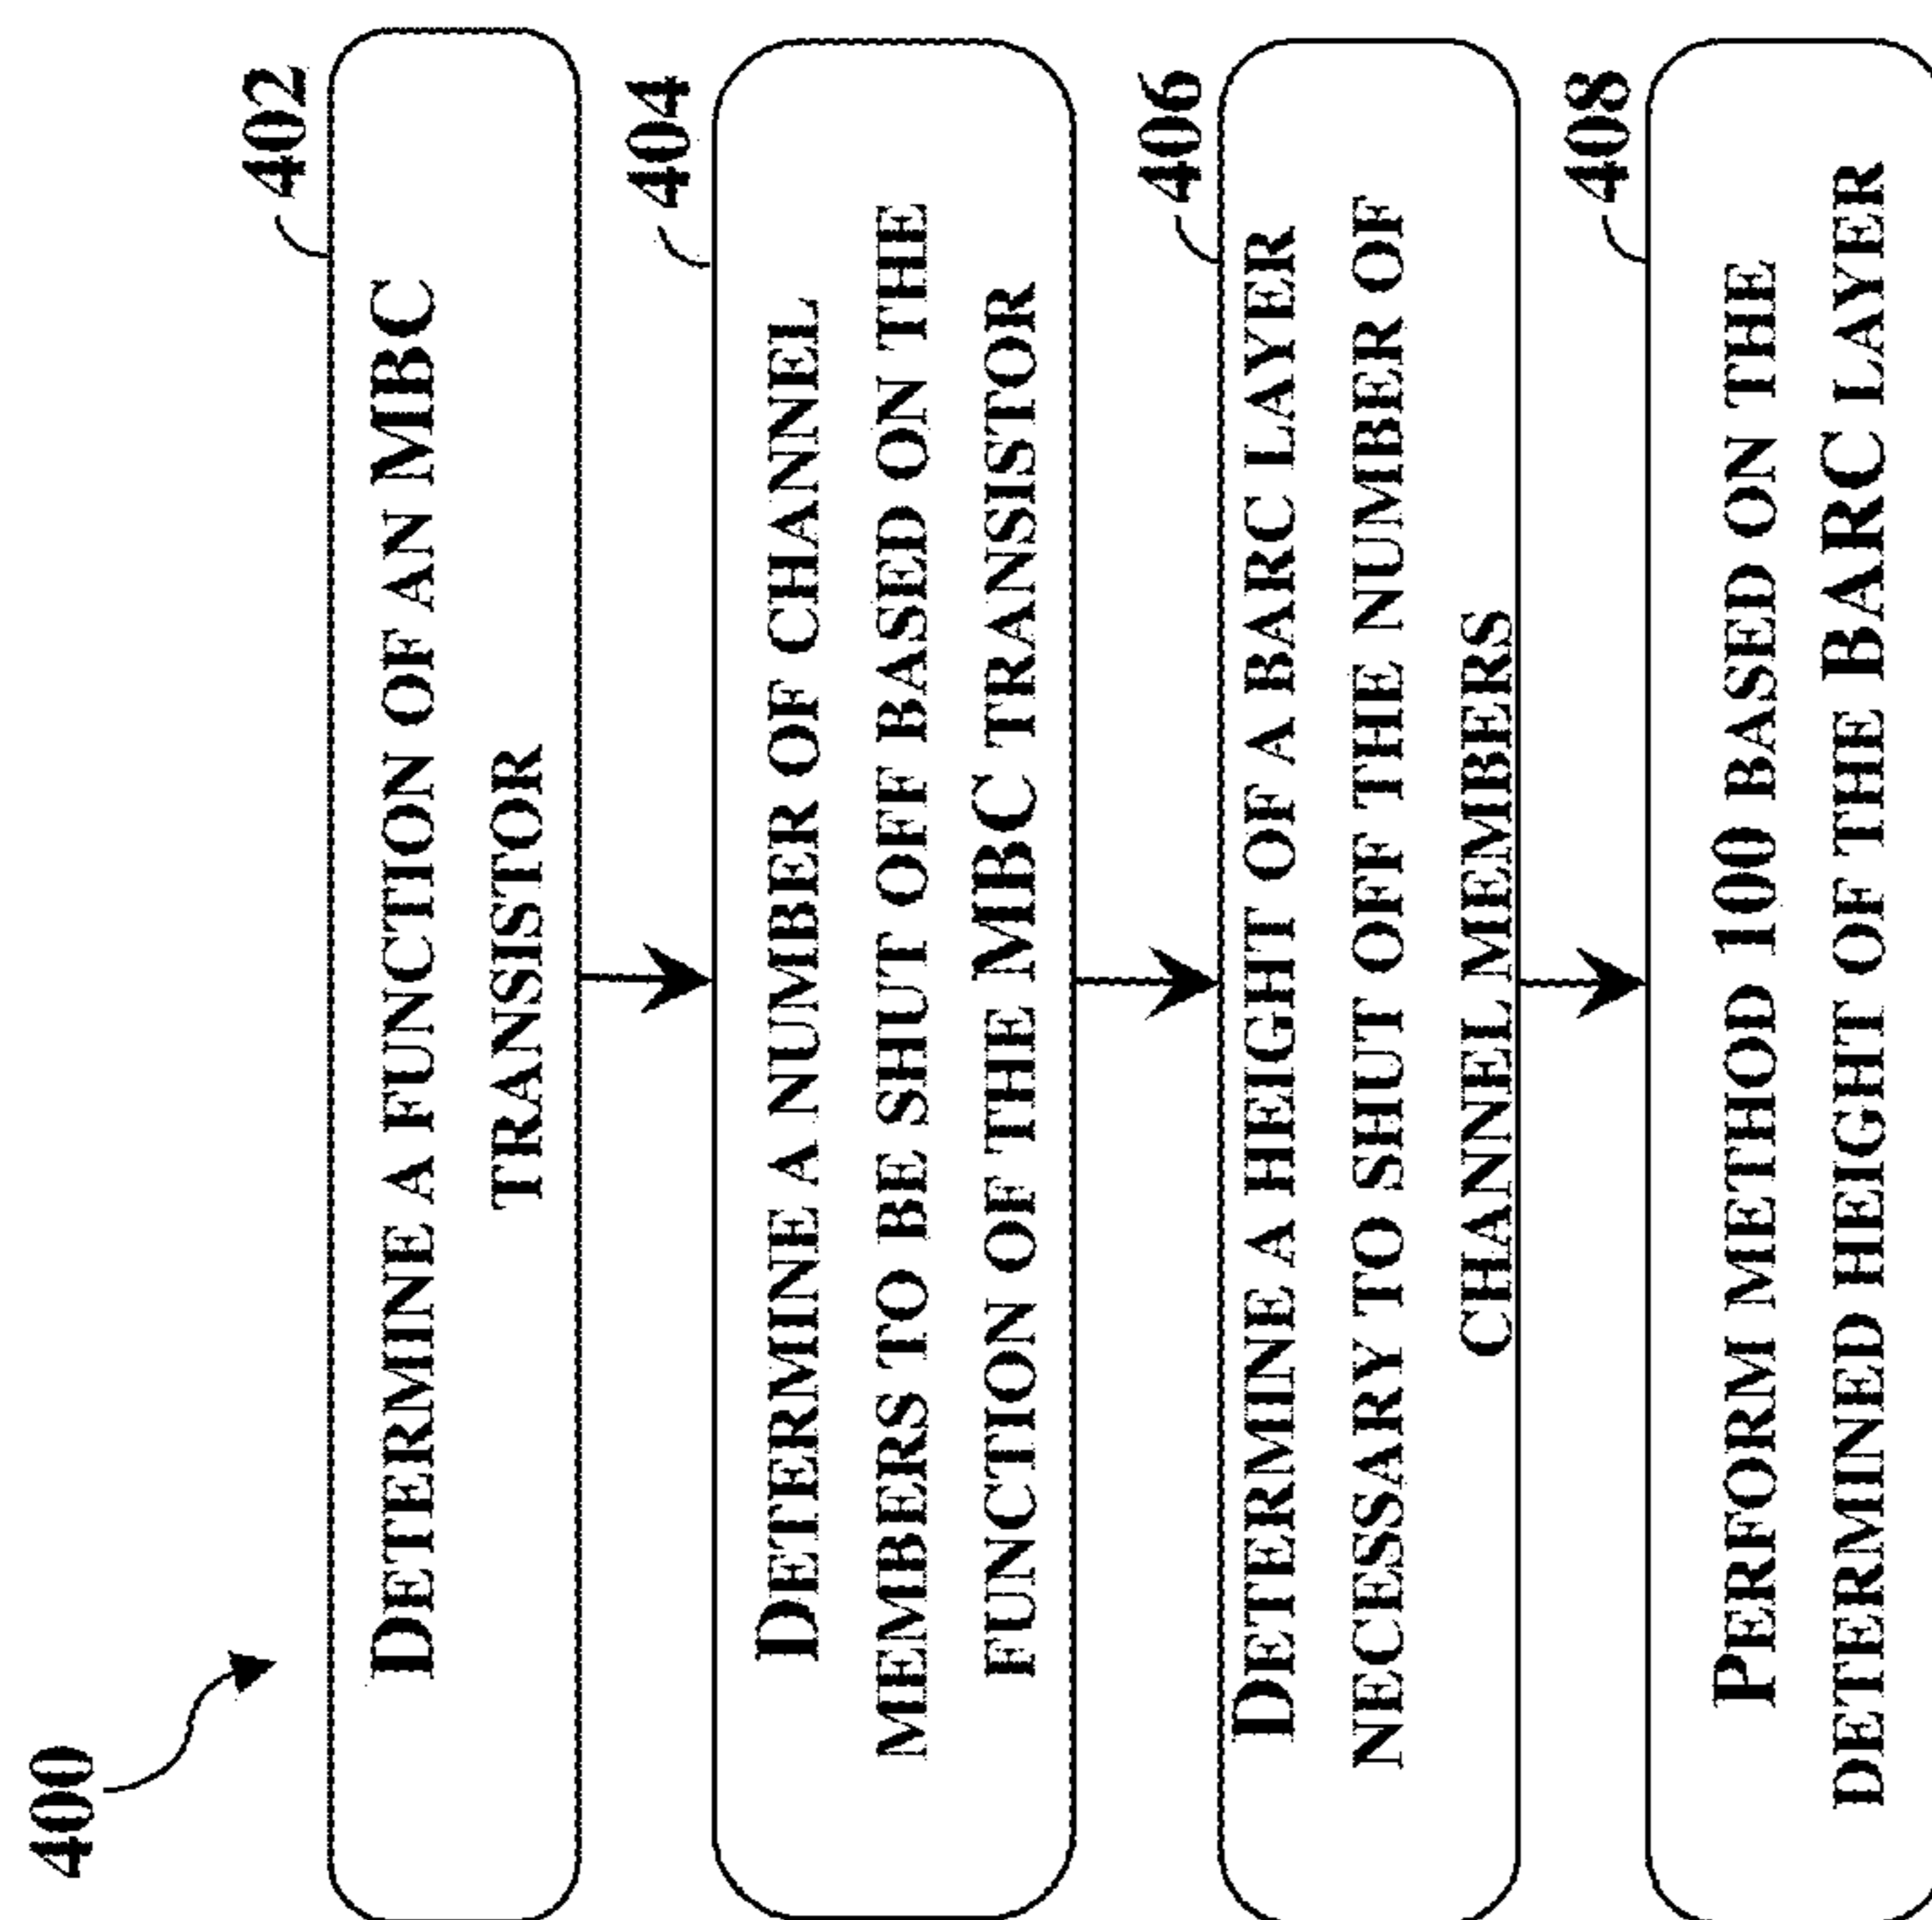 400
402
DETERMINE A FUNCTION OF AN MBC
TRANSISTOR
404
DETERMINE A NUMBER OF CHANNEL
MEMBERS TO BE SHUT OFF BASED ON THE
FUNCTION OF THE MBC TRANSISTOR
406
DETERMINE A HEIGHT OF A BARC LAYER
NECESSARY TO SHUT OFF THE NUMBER OF
CHANNEL MEMBERS
408
PERFORM METHOD 100 BASED ON THE
DETERMINED HEIGHT OF THE BARC LAYER